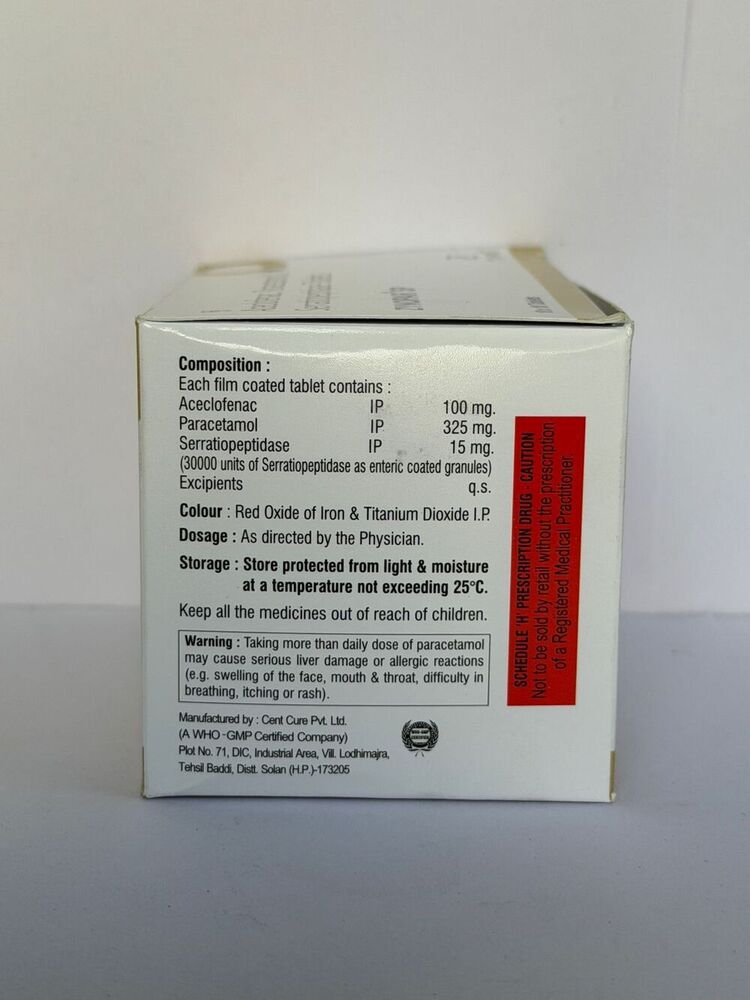 Composition :
Each film coated tablet contains :
Aceclofenac IP 100 mg.
Paracetamol IP 325 mg.
Serratiopeptidase IP 15 mg.
(30000 units of Serratiopeptidase as enteric coated granules)
Excipients q.s.
Colour : Red Oxide of Iron & Titanium Dioxide I.P.
Dosage : As directed by the Physician.
Storage : Store protected from light & moisture
at a temperature not exceeding 25°C.
Keep all the medicines out of reach of children.
Warning : Taking more than daily dose of paracetamol
may cause serious liver damage or allergic reactions
(e.g. swelling of the face, mouth & throat, difficulty in
breathing, itching or rash).
Manufactured by : Cent Cure Pvt. Ltd.
(A WHO -GMP Certified Company)
Plot No. 71, DIC, Industrial Area, Vill. Lodhimajra,
Tehsil Baddi, Distt. Solan (H.P.)-173205
WHO-GMP
CERTIFIED
SCHEDULE 'H' PRESCRIPTION DRUG - CAUTION
Not to be sold by retail without the prescription
of a Registered Medical Practitioner.